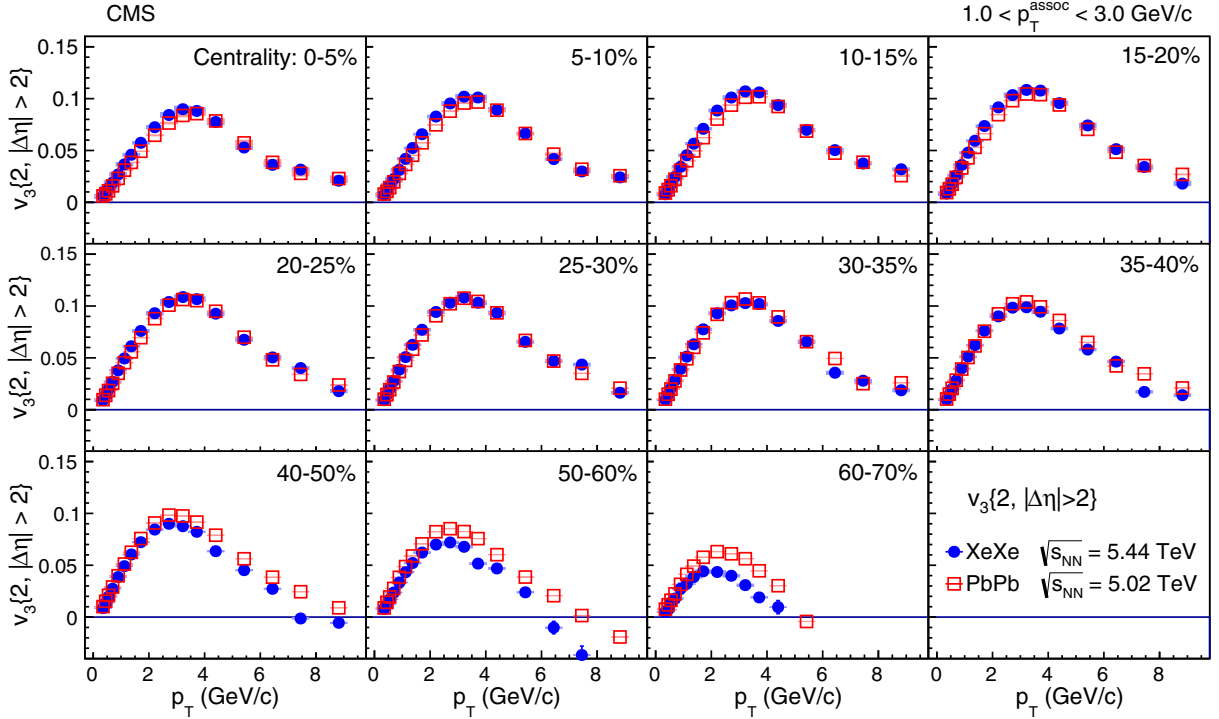 CMS 1.0 < p_T^assoc < 3.0 GeV/c
v₃{2, |Δη| > 2}
0.15
0.1
0.05
0
Centrality: 0-5%
5-10%
10-15%
15-20%
v₃{2, |Δη| > 2}
0.15
0.1
0.05
0
20-25%
25-30%
30-35%
35-40%
v₃{2, |Δη| > 2}
0.15
0.1
0.05
0
40-50%
50-60%
60-70%
v₃{2, |Δη|>2}
XeXe √s_NN = 5.44 TeV
PbPb √s_NN = 5.02 TeV
0 2 4 6 8 0 2 4 6 8 0 2 4 6 8 0 2 4 6 8
p_T (GeV/c) p_T (GeV/c) p_T (GeV/c) p_T (GeV/c)